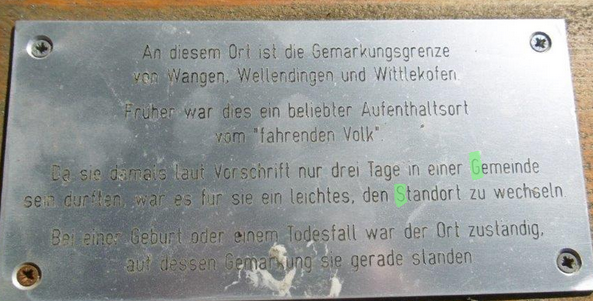 An diesem Ort ist die Gemarkungsgrenze
von Wangen, Wellendingen und Wittlekofen
Früher war dies ein beliebter Aufenthaltsort
vom "fahrenden Volk".
Da sie damals laut Vorschrift nur drei Tage in einer Gemeinde
sein durften, war es für sie ein leichtes, den Standort zu wechseln
Bei einer Geburt oder einem Todesfall war der Ort zuständig,
auf dessen Gemarkung sie gerade standen